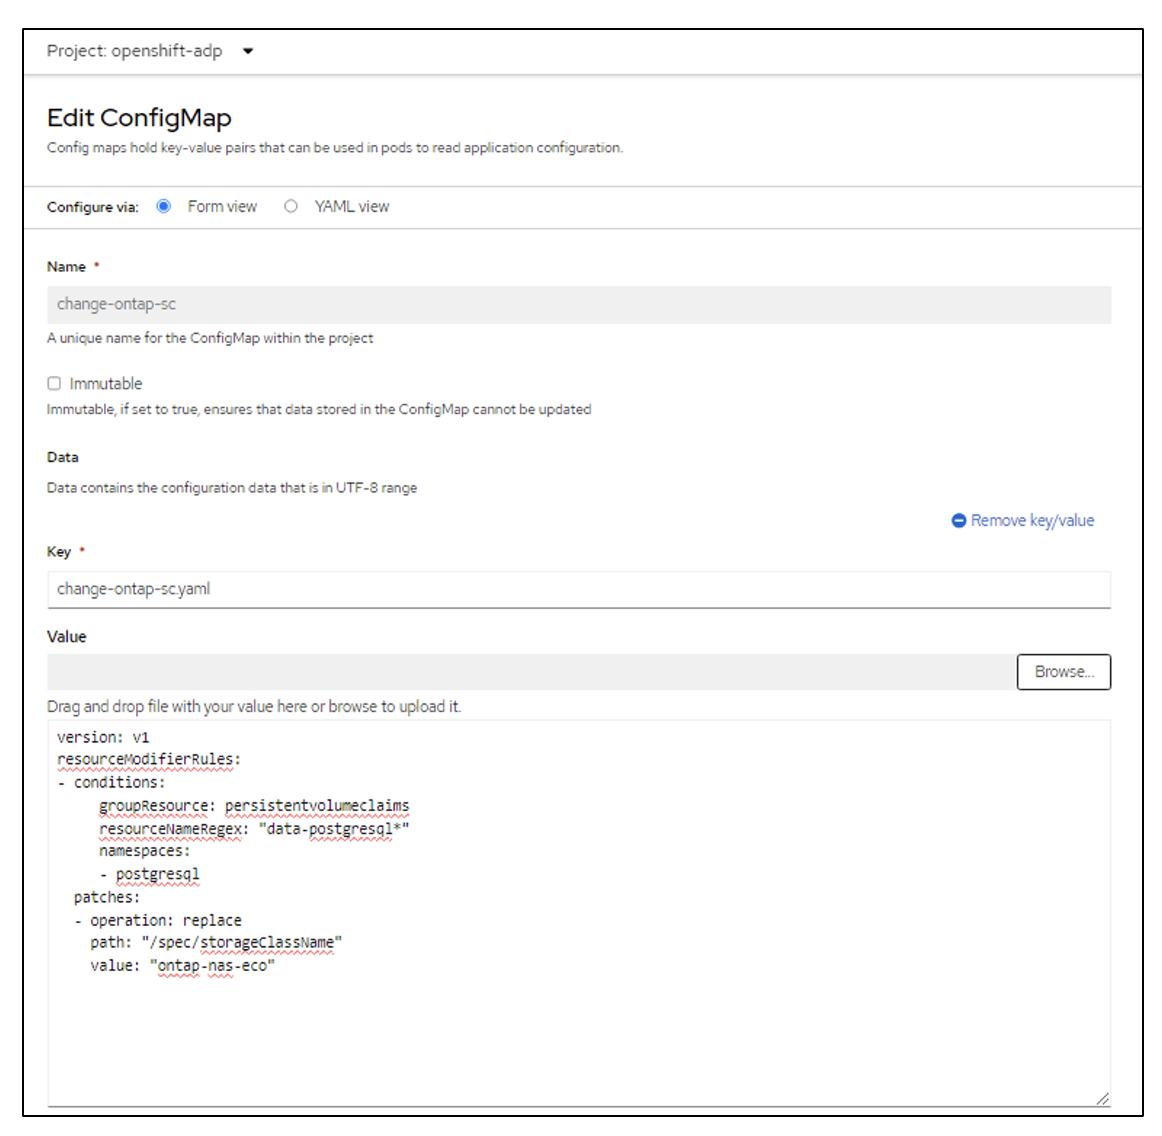 Project: openshift-adp
Edit ConfigMap
Config maps hold key-value pairs that can be used in pods to read application configuration.
Configure via: Form view YAML view
Name *
change-ontap-sc
A unique name for the ConfigMap within the project
Immutable
Immutable, if set to true, ensures that data stored in the ConfigMap cannot be updated
Data
Data contains the configuration data that is in UTF-8 range
Remove key/value
Key *
change-ontap-sc.yaml
Value
Browse...
Drag and drop file with your value here or browse to upload it.
version: v1
resourceModifierRules:
- conditions:
     groupResource: persistentvolumeclaims
     resourceNameRegex: "data-postgresql*"
     namespaces:
     - postgresql
  patches:
  - operation: replace
    path: "/spec/storageClassName"
    value: "ontap-nas-eco"